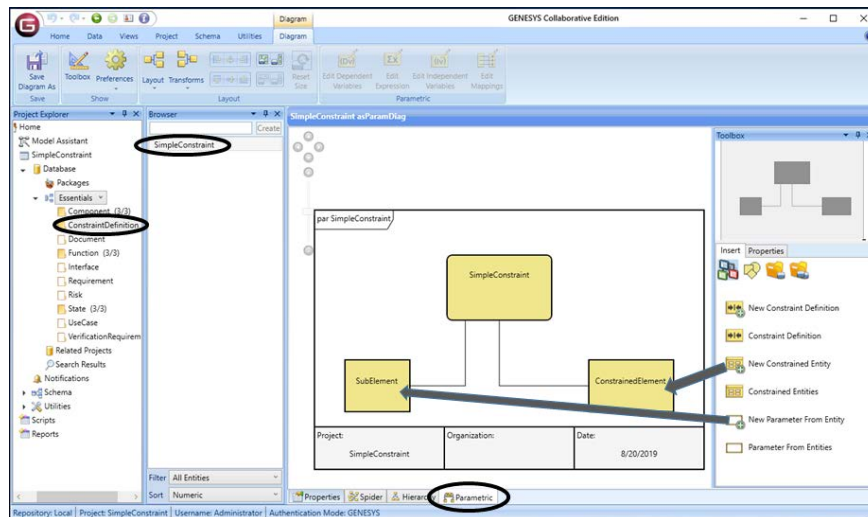 G
Diagram
GENESYS Collaborative Edition
Home Data Views Project Schema Utilities Diagram
Save Diagram As
Toolbox
Preferences
Layout
Transforms
Reset Size
Edit Dependent Variables
Edit Expression
Edit Independent Variables
Edit Mappings
Save Show Layout Parametric
Project Explorer
Home
Model Assistant
SimpleConstraint
Database
Packages
Essentials
Component (3/3)
ConstraintDefinition
Document
Function (3/3)
Interface
Requirement
Risk
State (3/3)
UseCase
VerificationRequirem
Related Projects
Search Results
Notifications
Schema
Utilities
Scripts
Reports
Browser
Create
SimpleConstraint
Filter All Entities
Sort Numeric
SimpleConstraint asParamDiag
par SimpleConstraint
SimpleConstraint
SubElement
ConstrainedElement
Project: Organization: Date:
SimpleConstraint 8/20/2019
Properties Spider Hierarchy Parametric
Toolbox
Insert Properties
New Constraint Definition
Constraint Definition
New Constrained Entity
Constrained Entities
New Parameter From Entity
Parameter From Entities
Repository: Local Project: SimpleConstraint Username: Administrator Authentication Mode: GENESYS